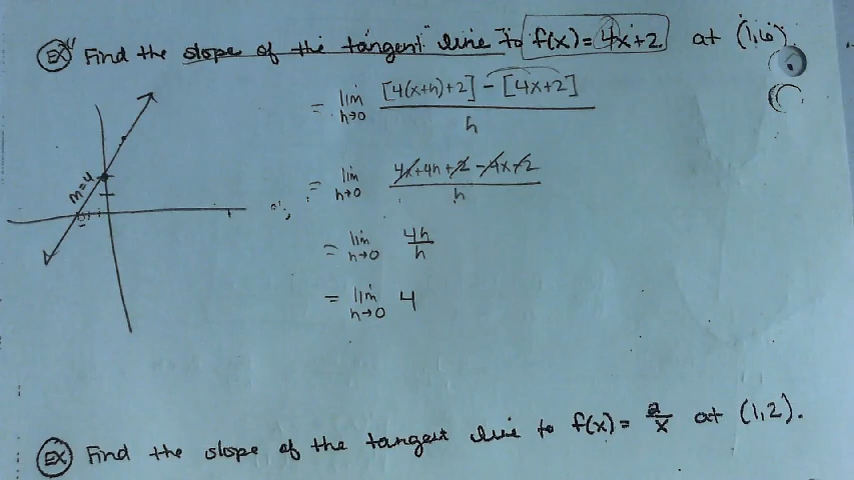 EX Find the slope of the "tangent" line to f(x) = 4x+2 at (1,6)
= lim h→0 [4(x+h)+2] - [4x+2] / h
m=4
= lim h→0 4x+4h+2-4x-2 / h
= lim h→0 4h / h
= lim h→0 4
EX Find the slope of the tangent line to f(x) = 2/x at (1,2).